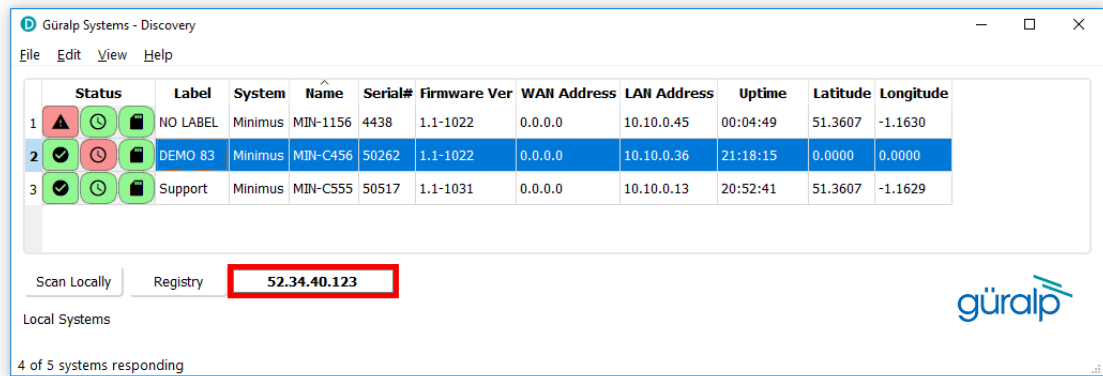 Güralp Systems - Discovery
File Edit View Help
Status Label System Name Serial# Firmware Ver WAN Address LAN Address Uptime Latitude Longitude
1 NO LABEL Minimus MIN-1156 4438 1.1-1022 0.0.0.0 10.10.0.45 00:04:49 51.3607 -1.1630
2 DEMO 83 Minimus MIN-C456 50262 1.1-1022 0.0.0.0 10.10.0.36 21:18:15 0.0000 0.0000
3 Support Minimus MIN-C555 50517 1.1-1031 0.0.0.0 10.10.0.13 20:52:41 51.3607 -1.1629
Scan Locally Registry 52.34.40.123
güralp
Local Systems
4 of 5 systems responding